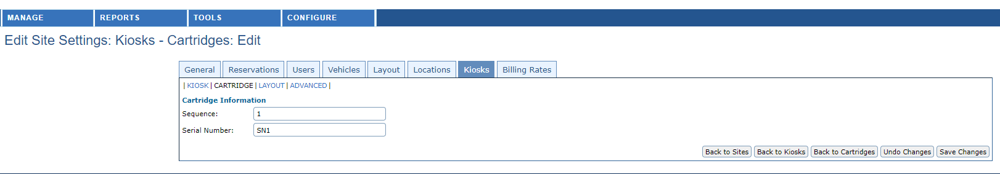 MANAGE REPORTS TOOLS CONFIGURE
Edit Site Settings: Kiosks - Cartridges: Edit
General Reservations Users Vehicles Layout Locations Kiosks Billing Rates
| KIOSK | CARTRIDGE | LAYOUT | ADVANCED |
Cartridge Information
Sequence: 1
Serial Number: SN1
Back to Sites Back to Kiosks Back to Cartridges Undo Changes Save Changes